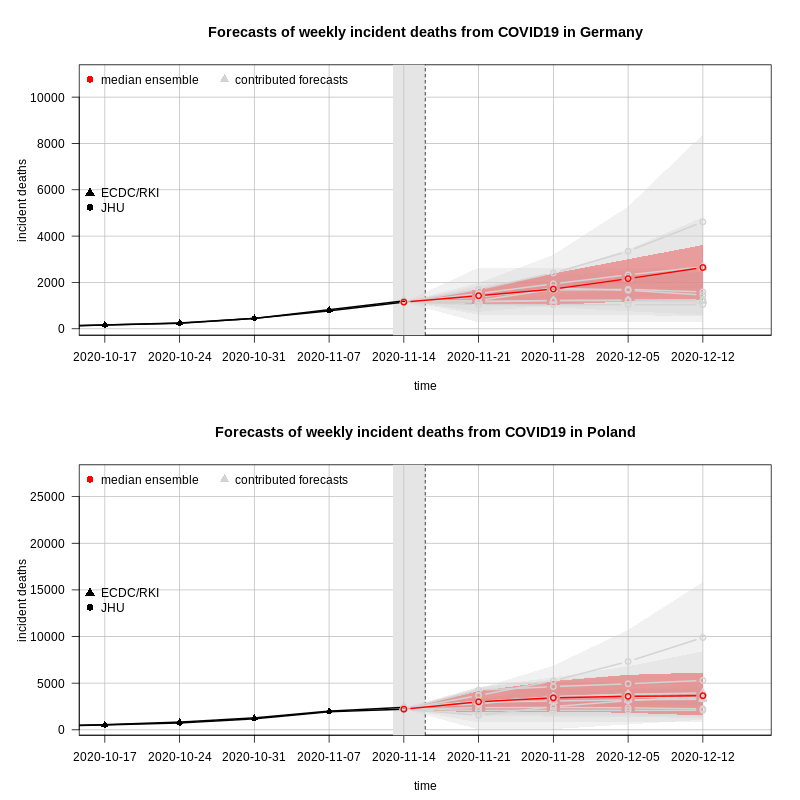 Forecasts of weekly incident deaths from COVID19 in Germany
median ensemble contributed forecasts
10000
8000
6000
4000
2000
0
incident deaths
ECDC/RKI
JHU
2020-10-17 2020-10-24 2020-10-31 2020-11-07 2020-11-14 2020-11-21 2020-11-28 2020-12-05 2020-12-12
time
Forecasts of weekly incident deaths from COVID19 in Poland
median ensemble contributed forecasts
25000
20000
15000
10000
5000
0
incident deaths
ECDC/RKI
JHU
2020-10-17 2020-10-24 2020-10-31 2020-11-07 2020-11-14 2020-11-21 2020-11-28 2020-12-05 2020-12-12
time